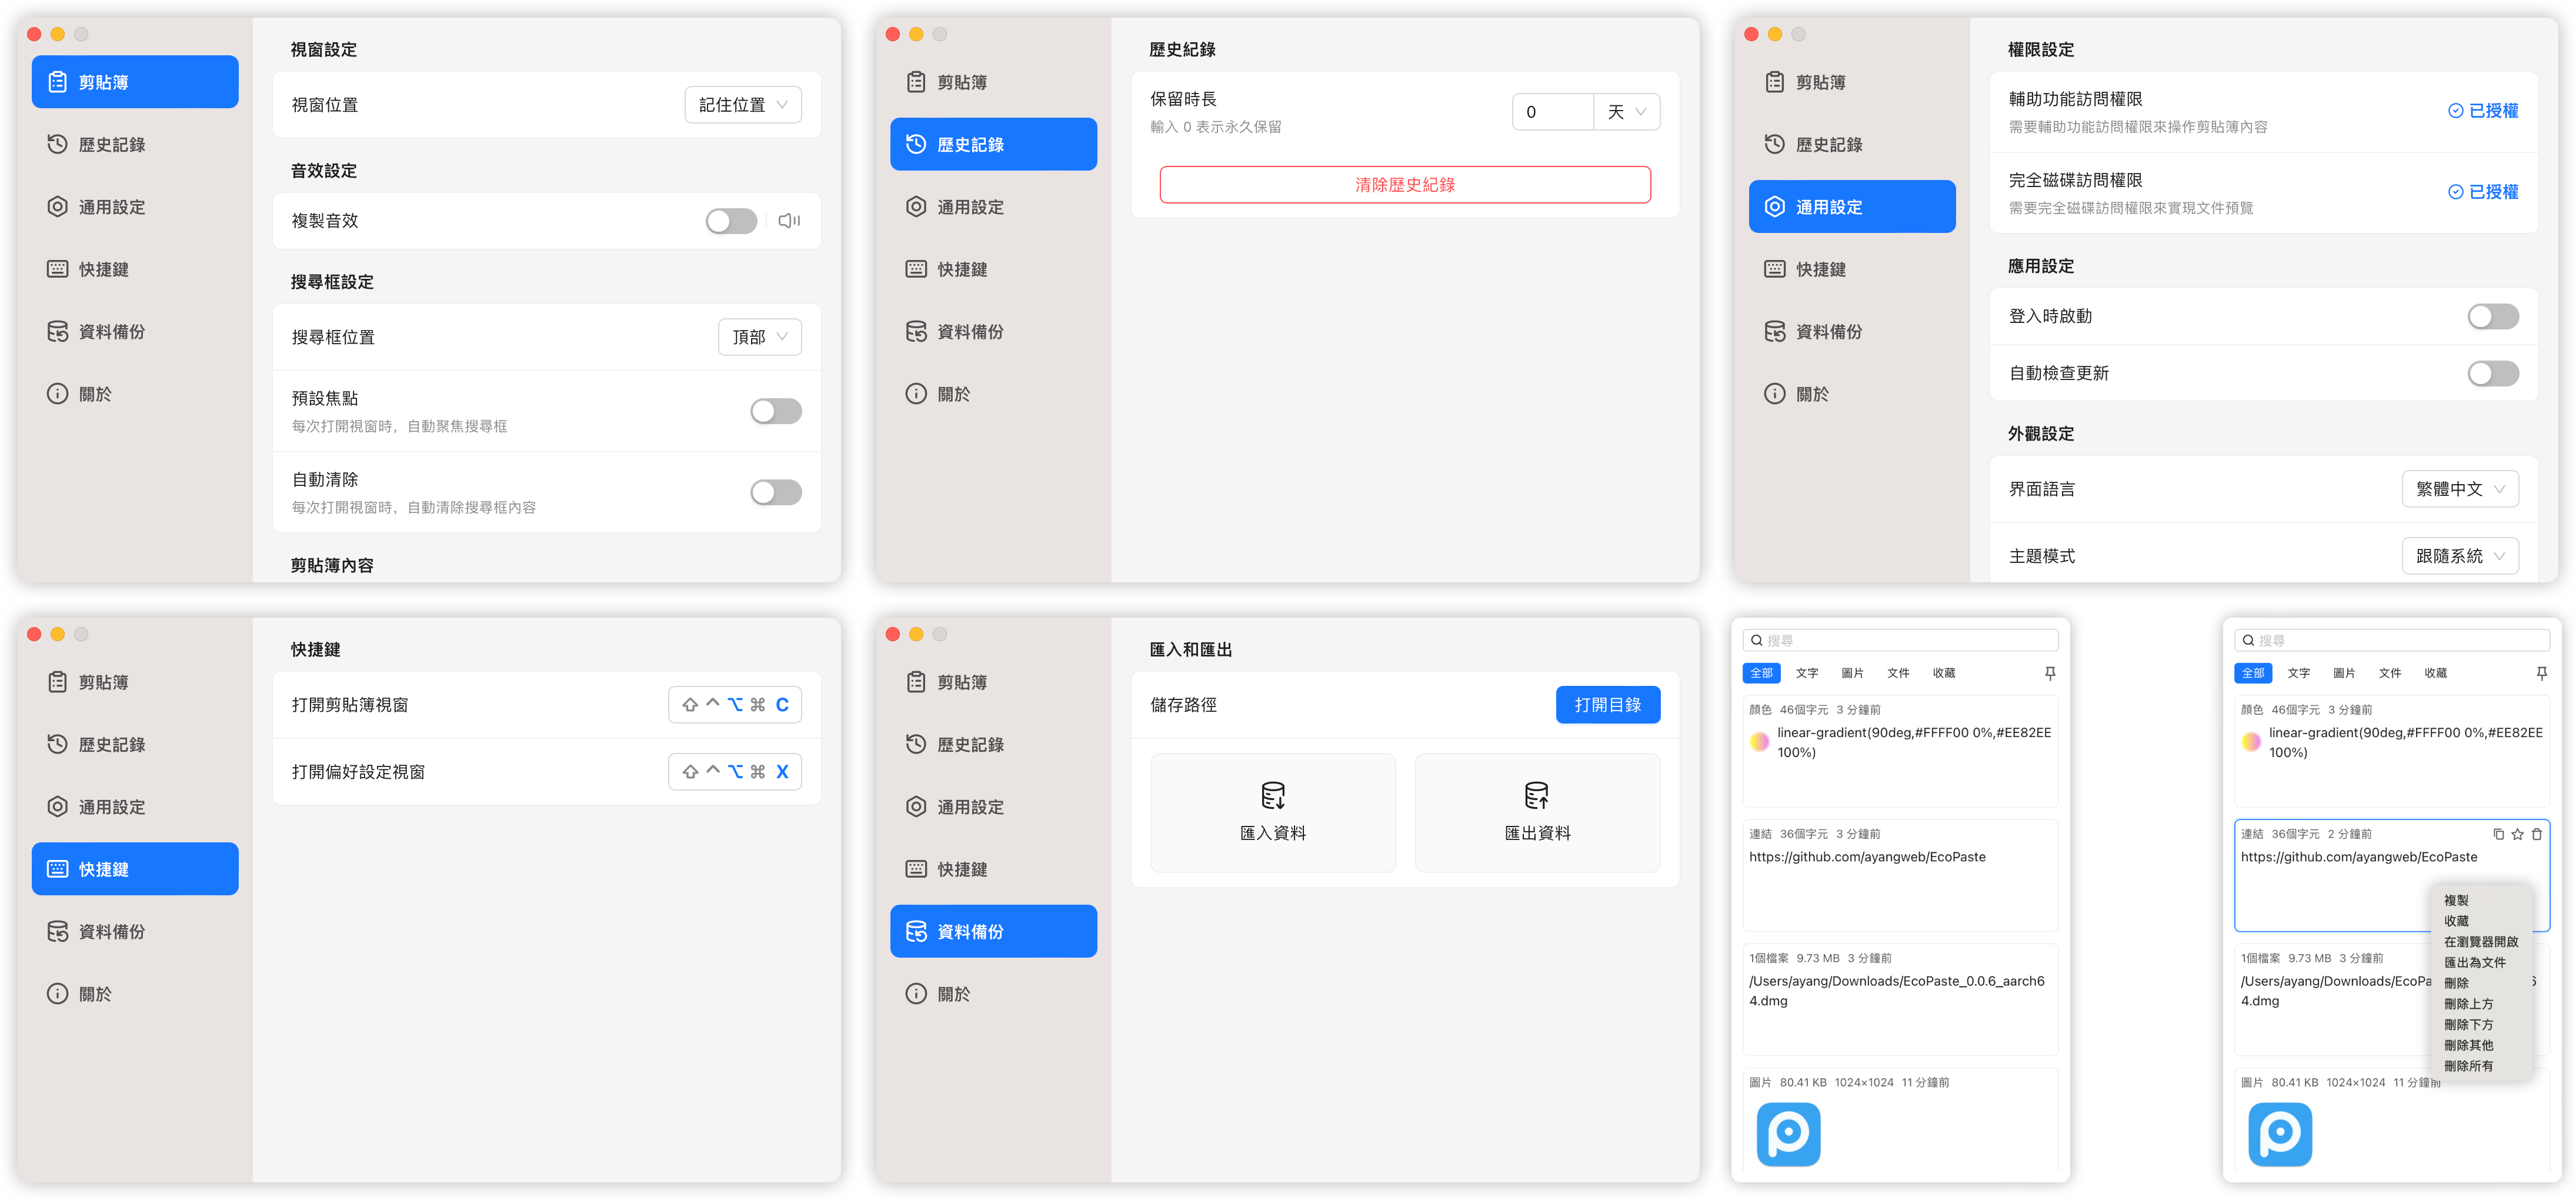 剪貼簿
歷史記錄
通用設定
快捷鍵
資料備份
關於
視窗設定
視窗位置
記住位置
音效設定
複製音效
搜尋框設定
搜尋框位置
頂部
預設焦點
每次打開視窗時，自動聚焦搜尋框
自動清除
每次打開視窗時，自動清除搜尋框內容
剪貼簿內容
剪貼簿
歷史記錄
通用設定
快捷鍵
資料備份
關於
歷史紀錄
保留時長
輸入 0 表示永久保留
0
天
清除歷史紀錄
剪貼簿
歷史記錄
通用設定
快捷鍵
資料備份
關於
權限設定
輔助功能訪問權限
需要輔助功能訪問權限來操作剪貼簿內容
已授權
完全磁碟訪問權限
需要完全磁碟訪問權限來實現文件預覽
已授權
應用設定
登入時啟動
自動檢查更新
外觀設定
界面語言
繁體中文
主題模式
跟隨系統
剪貼簿
歷史記錄
通用設定
快捷鍵
資料備份
關於
快捷鍵
打開剪貼簿視窗
⇧ ⌃ ⌥ ⌘ C
打開偏好設定視窗
⇧ ⌃ ⌥ ⌘ X
剪貼簿
歷史記錄
通用設定
快捷鍵
資料備份
關於
匯入和匯出
儲存路徑
打開目錄
匯入資料
匯出資料
搜尋
全部 文字 圖片 文件 收藏
顏色 46個字元 3 分鐘前
linear-gradient(90deg,#FFFF00 0%,#EE82EE
100%)
連結 36個字元 3 分鐘前
https://github.com/ayangweb/EcoPaste
1個檔案 9.73 MB 3 分鐘前
/Users/ayang/Downloads/EcoPaste_0.0.6_aarch6
4.dmg
圖片 80.41 KB 1024×1024 11 分鐘前
搜尋
全部 文字 圖片 文件 收藏
顏色 46個字元 3 分鐘前
linear-gradient(90deg,#FFFF00 0%,#EE82EE
100%)
連結 36個字元 2 分鐘前
https://github.com/ayangweb/EcoPaste
1個檔案 9.73 MB 3 分鐘前
/Users/ayang/Downloads/EcoPa 6
4.dmg
圖片 80.41 KB 1024×1024 11 分鐘前
複製
收藏
在瀏覽器開啟
匯出為文件
刪除
刪除上方
刪除下方
刪除其他
刪除所有